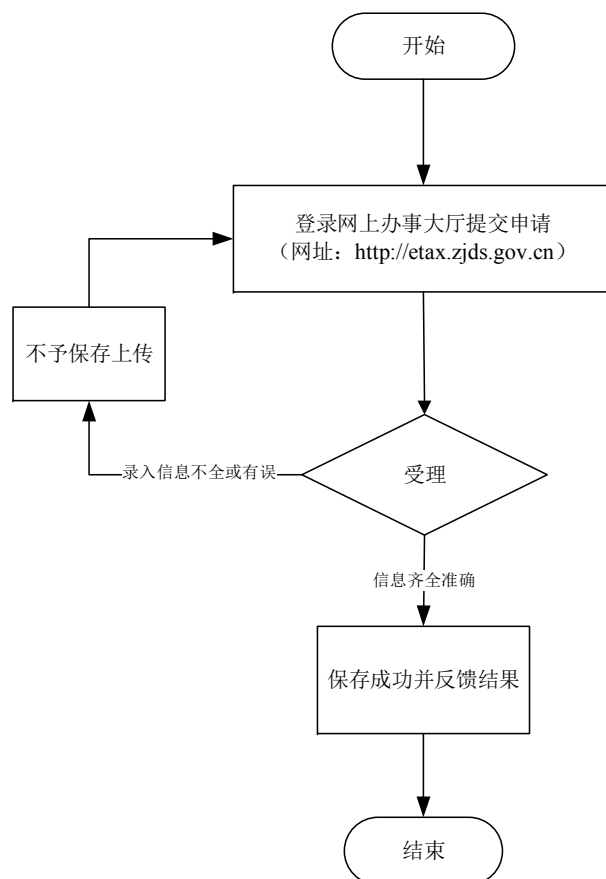 开始
登录网上办事大厅提交申请
（网址：http://etax.zjds.gov.cn）
不予保存上传
录入信息不全或有误
受理
信息齐全准确
保存成功并反馈结果
结束